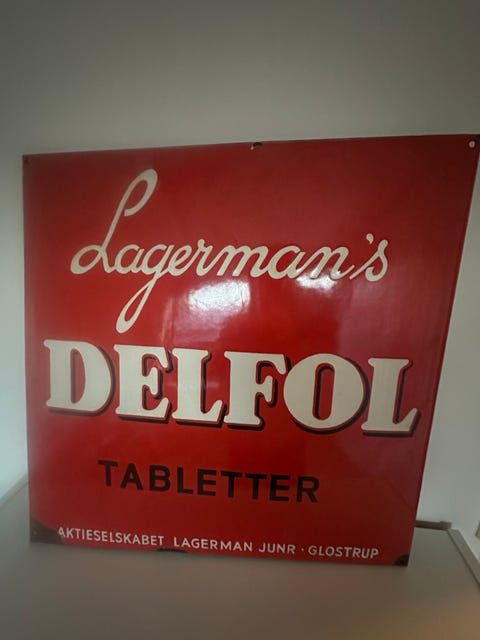 Lagerman's
DELFOL
TABLETTER
AKTIESELSKABET LAGERMAN JUNR · GLOSTRUP